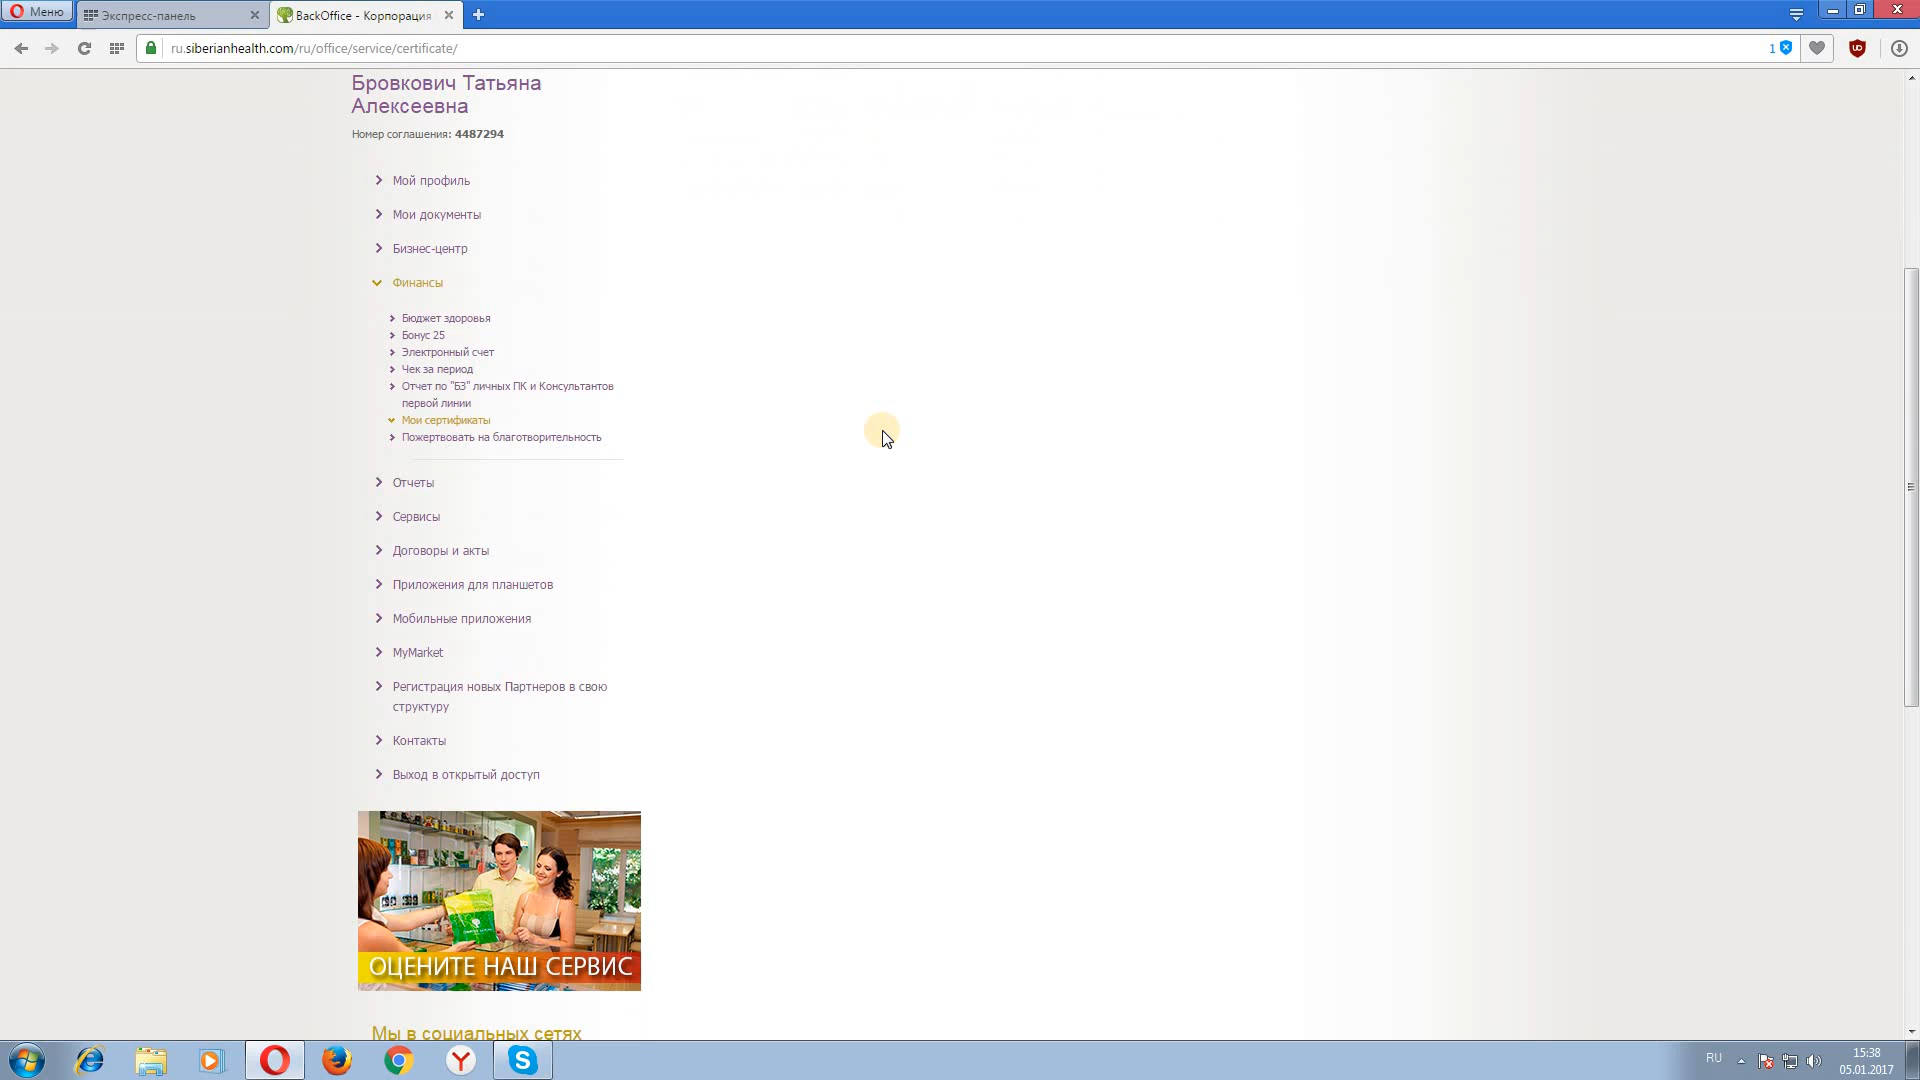 Меню
Экспресс-панель
BackOffice - Корпорация
ru.siberianhealth.com/ru/office/service/certificate/
1
Бровкович Татьяна
Алексеевна
Номер соглашения: 4487294
Мой профиль
Мои документы
Бизнес-центр
Финансы
Бюджет здоровья
Бонус 25
Электронный счет
Чек за период
Отчет по "БЗ" личных ПК и Консультантов
первой линии
Мои сертификаты
Пожертвовать на благотворительность
Отчеты
Сервисы
Договоры и акты
Приложения для планшетов
Мобильные приложения
MyMarket
Регистрация новых Партнеров в свою
структуру
Контакты
Выход в открытый доступ
ОЦЕНИТЕ НАШ СЕРВИС
Мы в социальных сетях
RU
15:38
05.01.2017